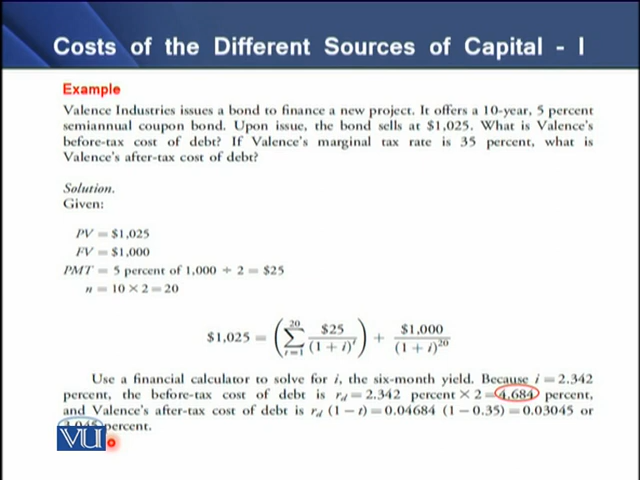 Costs of the Different Sources of Capital - I
Example
Valence Industries issues a bond to finance a new project. It offers a 10-year, 5 percent
semiannual coupon bond. Upon issue, the bond sells at $1,025. What is Valence's
before-tax cost of debt? If Valence's marginal tax rate is 35 percent, what is
Valence's after-tax cost of debt?
Solution.
Given:
PV = $1,025
FV = $1,000
PMT = 5 percent of 1,000 ÷ 2 = $25
n = 10 × 2 = 20
$1,025 = (∑_{t=1}^{20} $25/(1 + i)^t) + $1,000/(1 + i)^20
Use a financial calculator to solve for i, the six-month yield. Because i = 2.342
percent, the before-tax cost of debt is r_d = 2.342 percent × 2 = 4.684 percent,
and Valence's after-tax cost of debt is r_d (1 − t) = 0.04684 (1 − 0.35) = 0.03045 or
percent.
VU